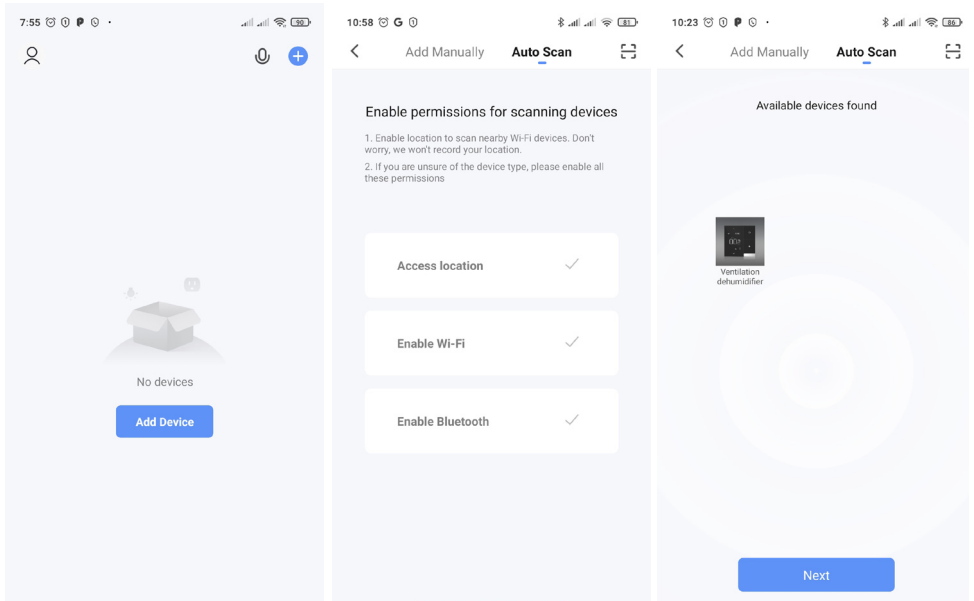 7:55
90
No devices
Add Device
10:58 G
81
Add Manually Auto Scan
Enable permissions for scanning devices
1. Enable location to scan nearby Wi-Fi devices. Don't
worry, we won't record your location.
2. If you are unsure of the device type, please enable all
these permissions
Access location
Enable Wi-Fi
Enable Bluetooth
10:23
86
Add Manually Auto Scan
Available devices found
Ventilation
dehumidifier
Next